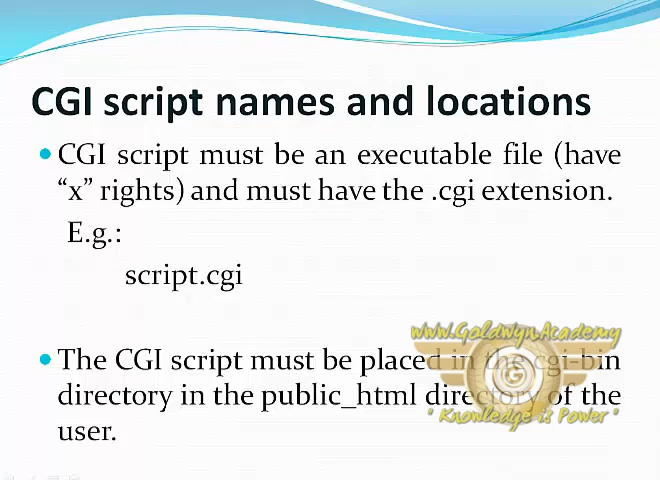 CGI script names and locations
CGI script must be an executable file (have
“x” rights) and must have the .cgi extension.
E.g.:
script.cgi
www.Goldwyn.Academy
The CGI script must be placed in the cgi-bin
directory in the public_html directory of the
user.
" Knowledge is Power "